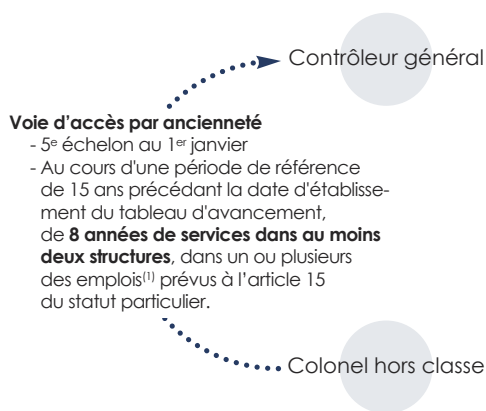 Contrôleur général
Voie d'accès par ancienneté
- 5e échelon au 1er janvier
- Au cours d'une période de référence
de 15 ans précédant la date d'établisse-
ment du tableau d'avancement,
de 8 années de services dans au moins
deux structures, dans un ou plusieurs
des emplois(1) prévus à l'article 15
du statut particulier.
Colonel hors classe